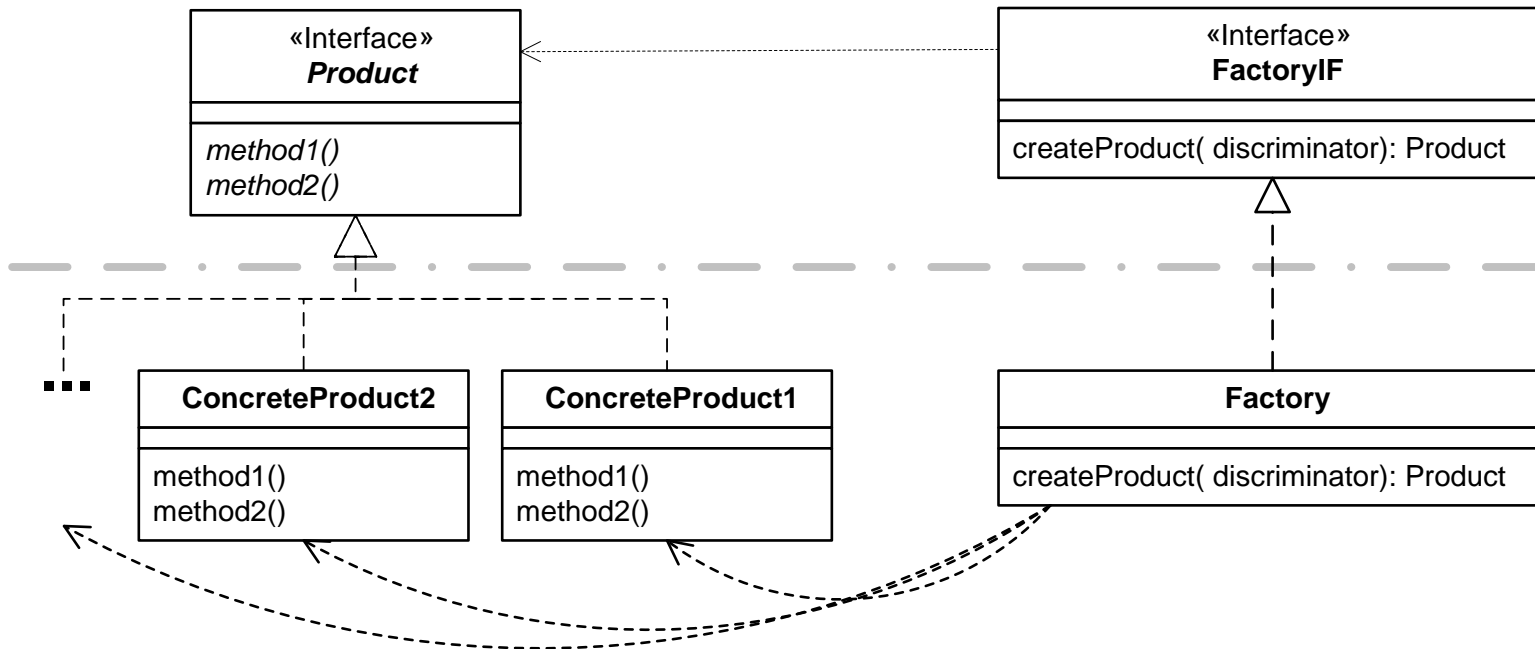 «Interface»
Product
method1()
method2()
«Interface»
FactoryIF
createProduct( discriminator): Product
ConcreteProduct2
method1()
method2()
ConcreteProduct1
method1()
method2()
Factory
createProduct( discriminator): Product